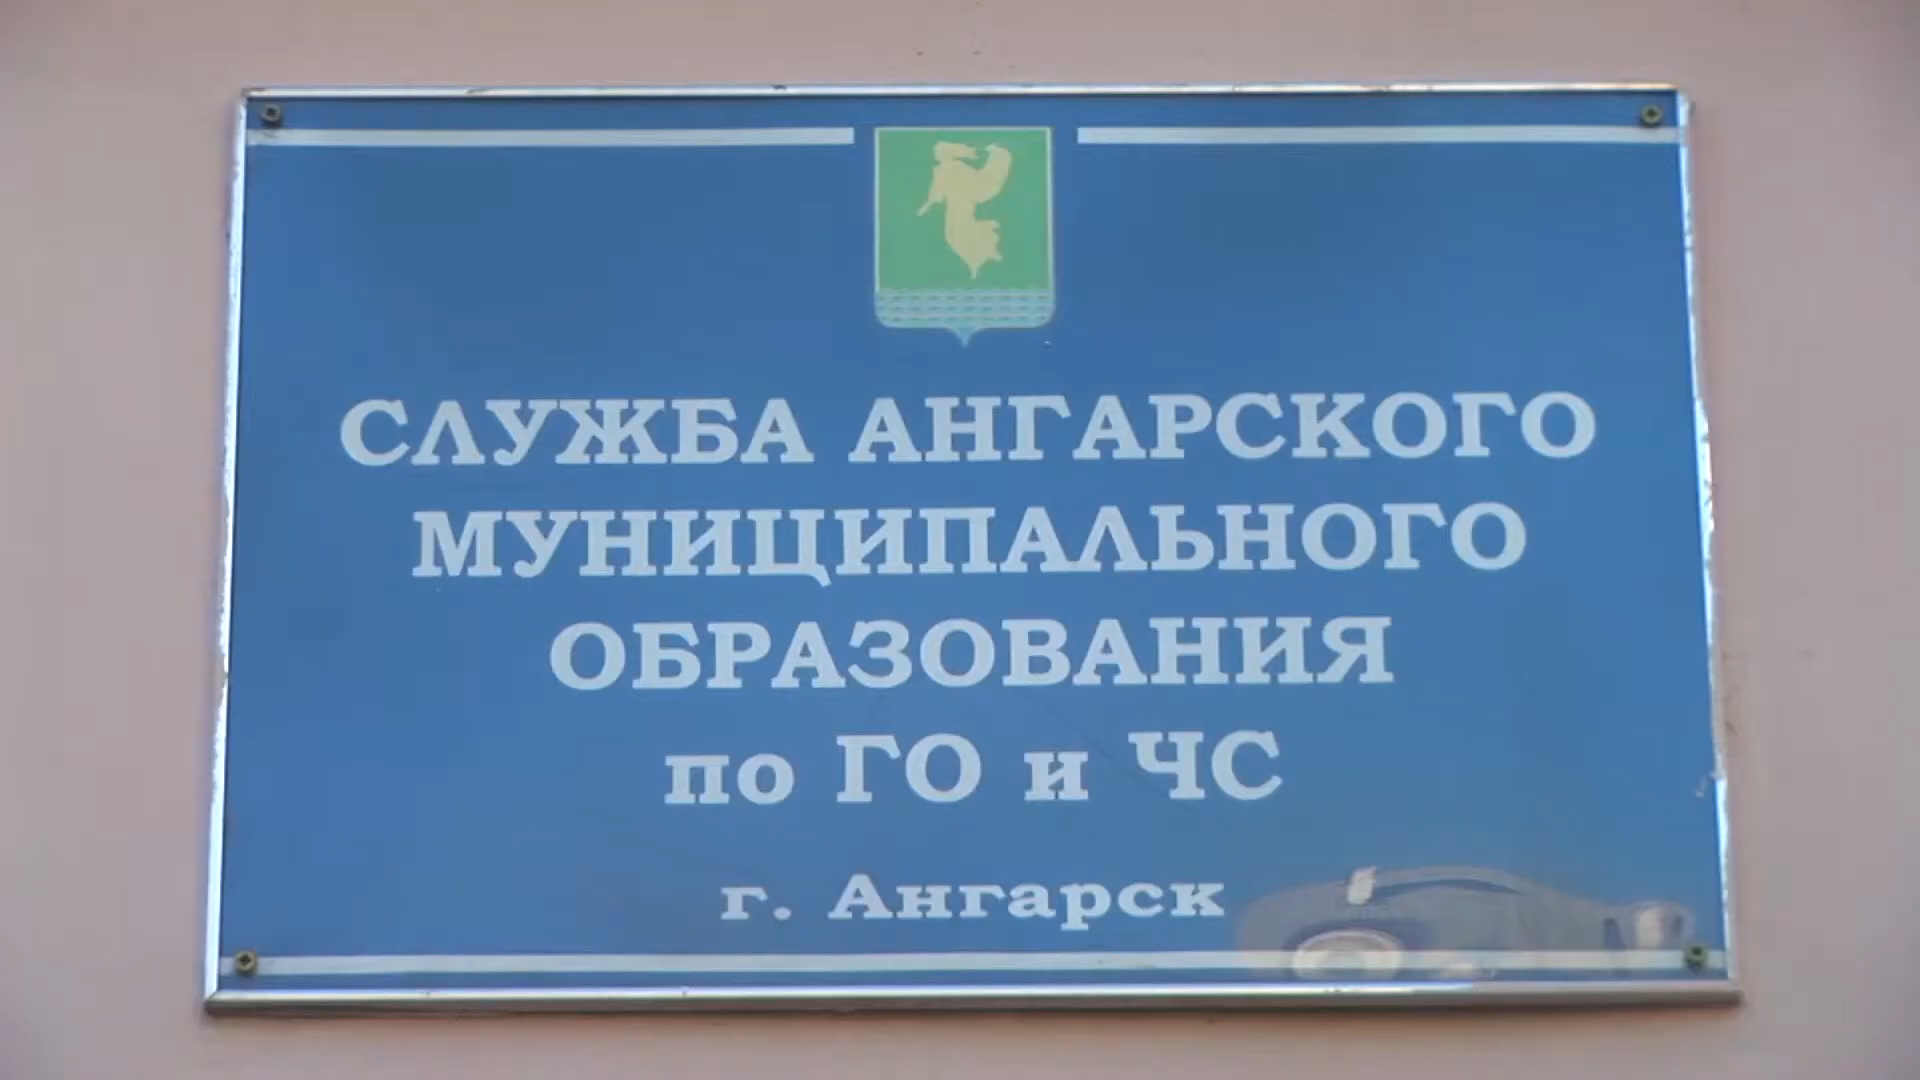 СЛУЖБА АНГАРСКОГО
МУНИЦИПАЛЬНОГО
ОБРАЗОВАНИЯ
по ГО и ЧС
г. Ангарск